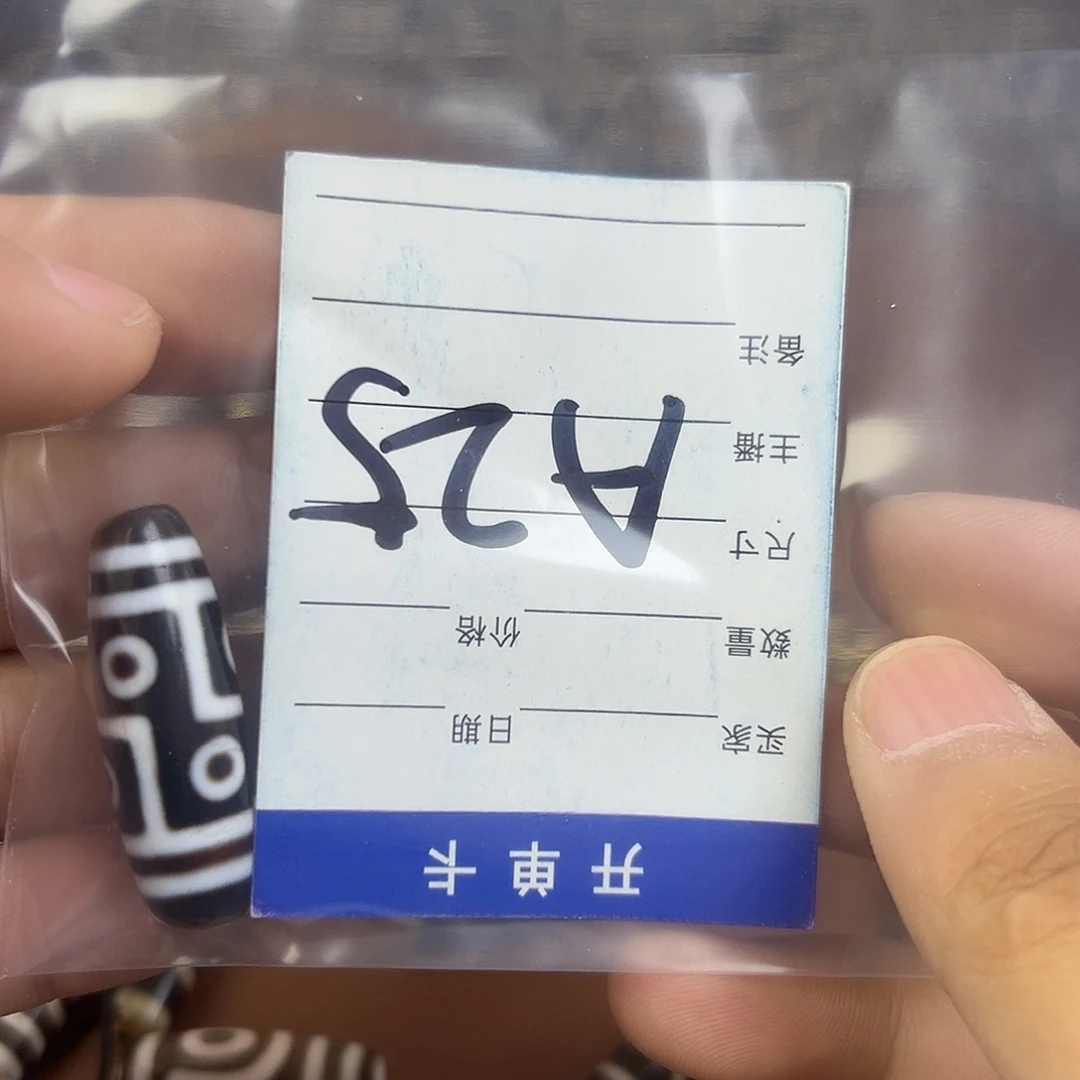 开单卡
买家 日期
数量 价格
尺寸
主播
A25
备注